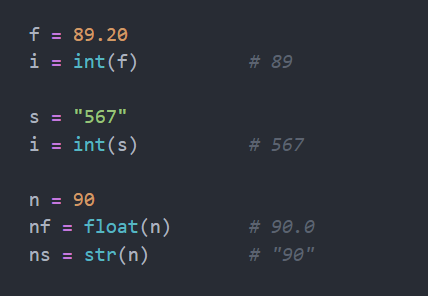 f = 89.20
i = int(f)          # 89
s = "567"
i = int(s)          # 567
n = 90
nf = float(n)       # 90.0
ns = str(n)         # "90"